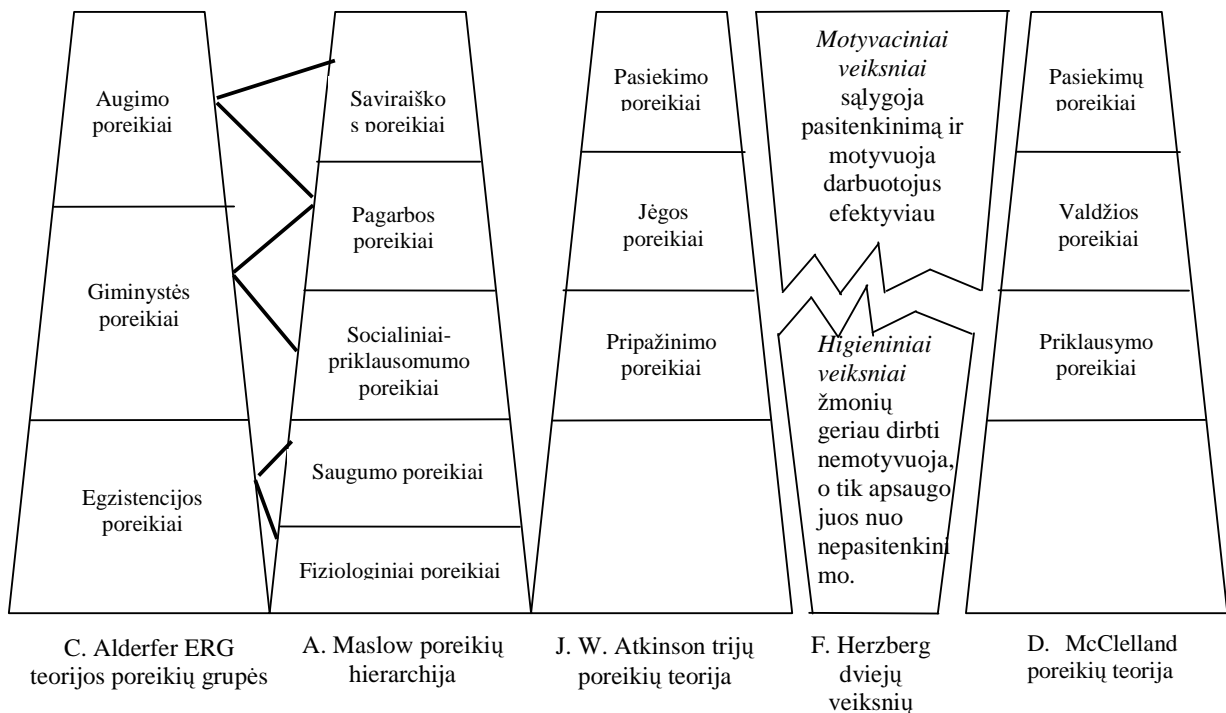 Augimo
poreikiai
Giminystės
poreikiai
Egzistencijos
poreikiai
Saviraiško
s poreikiai
Pagarbos
poreikiai
Socialiniai-
priklausomumo
poreikiai
Saugumo poreikiai
Fiziologiniai poreikiai
Pasiekimo
poreikiai
Jėgos
poreikiai
Pripažinimo
poreikiai
Motyvaciniai
veiksniai
sąlygoja
pasitenkinimą ir
motyvuoja
darbuotojus
efektyviau
Higieniniai
veiksniai
žmonių
geriau dirbti
nemotyvuoja,
o tik apsaugo
juos nuo
nepasitenkini
mo.
Pasiekimų
poreikiai
Valdžios
poreikiai
Priklausymo
poreikiai
C. Alderfer ERG
teorijos poreikių grupės
A. Maslow poreikių
hierarchija
J. W. Atkinson trijų
poreikių teorija
F. Herzberg
dviejų
veiksnių
D. McClelland
poreikių teorija